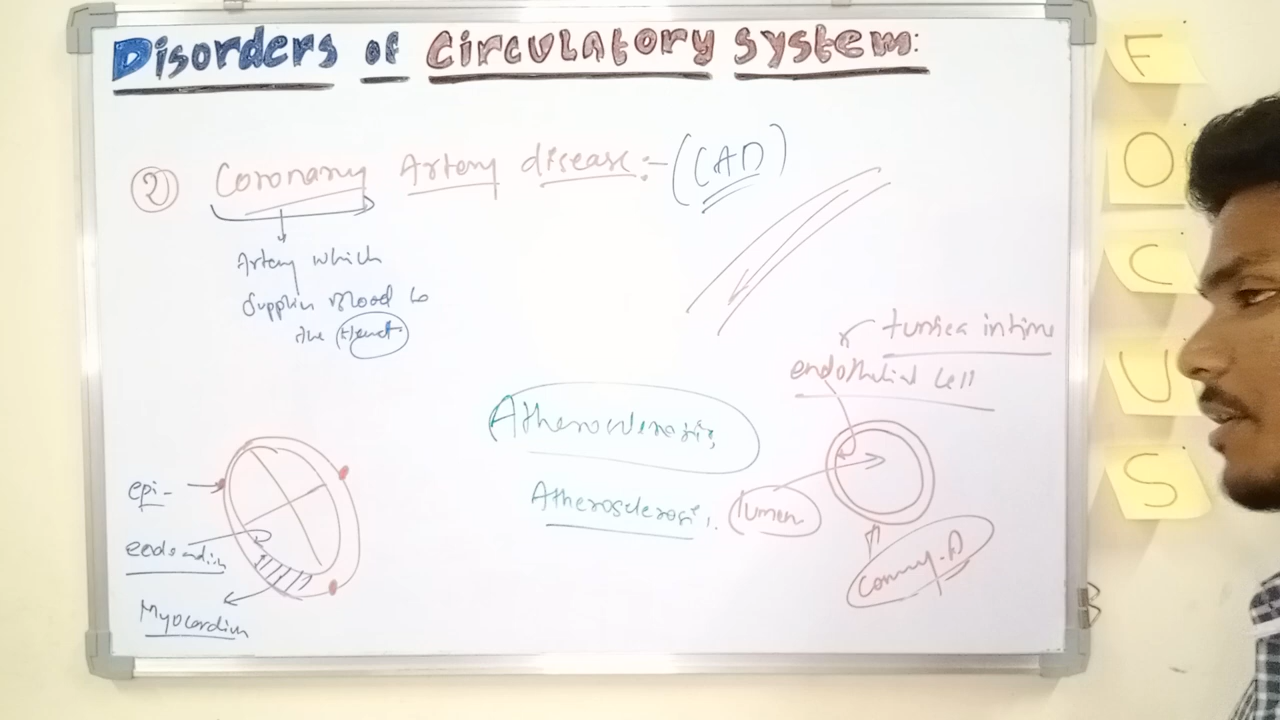 Disorders of Circulatory System:
② Coronary Artery disease:- (CAD)
Artery which
Supplies Blood to
the Heart
tunica intima
endothelial cell
Atherosclerosis
Atherosclerosis
lumen
Coronary. A
epi-
endocardium
Myocardium
F
O
C
U
S